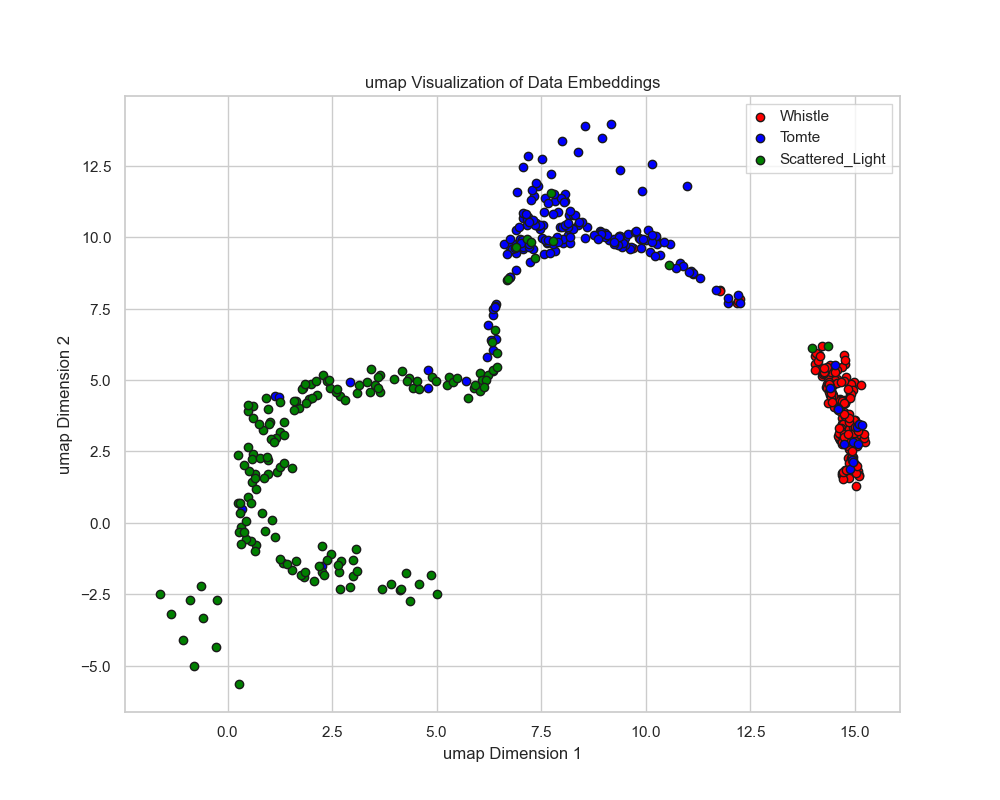 umap Visualization of Data Embeddings
Whistle
Tomte
Scattered_Light
12.5
10.0
7.5
5.0
2.5
0.0
−2.5
−5.0
umap Dimension 2
0.0 2.5 5.0 7.5 10.0 12.5 15.0
umap Dimension 1